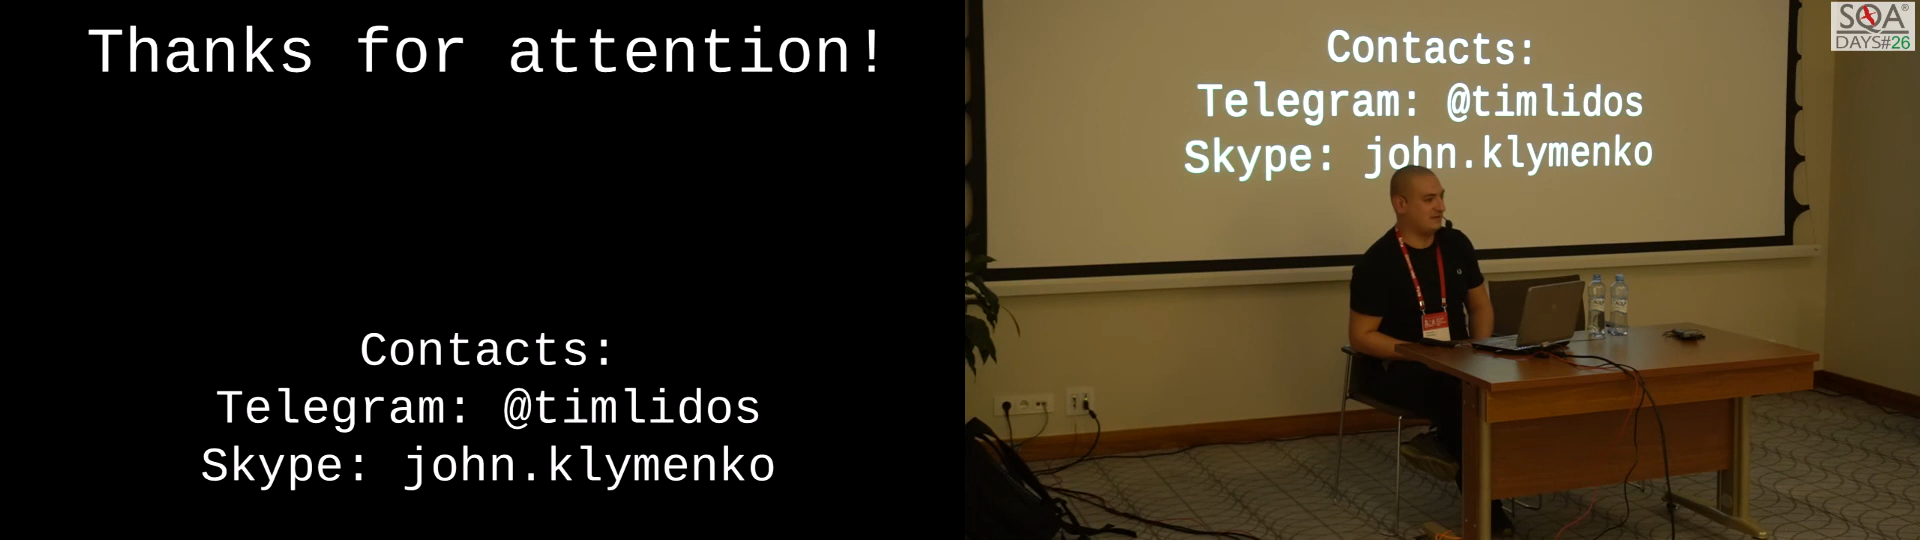 Thanks for attention!
Contacts:
Telegram: @timlidos
Skype: john.klymenko
Contacts:
Telegram: @timlidos
Skype: john.klymenko
SQA®
DAYS#26